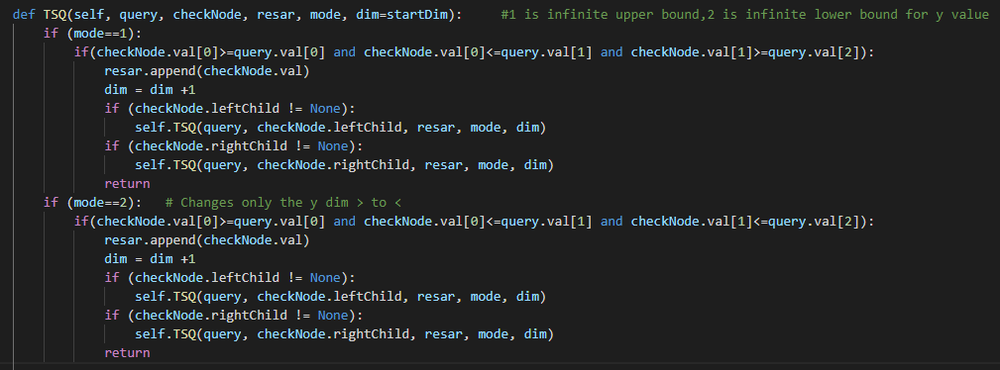 def TSQ(self, query, checkNode, resar, mode, dim=startDim):     #1 is infinite upper bound,2 is infinite lower bound for y value
    if (mode==1):
        if(checkNode.val[0]>=query.val[0] and checkNode.val[0]<=query.val[1] and checkNode.val[1]>=query.val[2]):
            resar.append(checkNode.val)
            dim = dim +1
            if (checkNode.leftChild != None):
                self.TSQ(query, checkNode.leftChild, resar, mode, dim)
            if (checkNode.rightChild != None):
                self.TSQ(query, checkNode.rightChild, resar, mode, dim)
            return
    if (mode==2):   # Changes only the y dim > to <
        if(checkNode.val[0]>=query.val[0] and checkNode.val[0]<=query.val[1] and checkNode.val[1]<=query.val[2]):
            resar.append(checkNode.val)
            dim = dim +1
            if (checkNode.leftChild != None):
                self.TSQ(query, checkNode.leftChild, resar, mode, dim)
            if (checkNode.rightChild != None):
                self.TSQ(query, checkNode.rightChild, resar, mode, dim)
            return